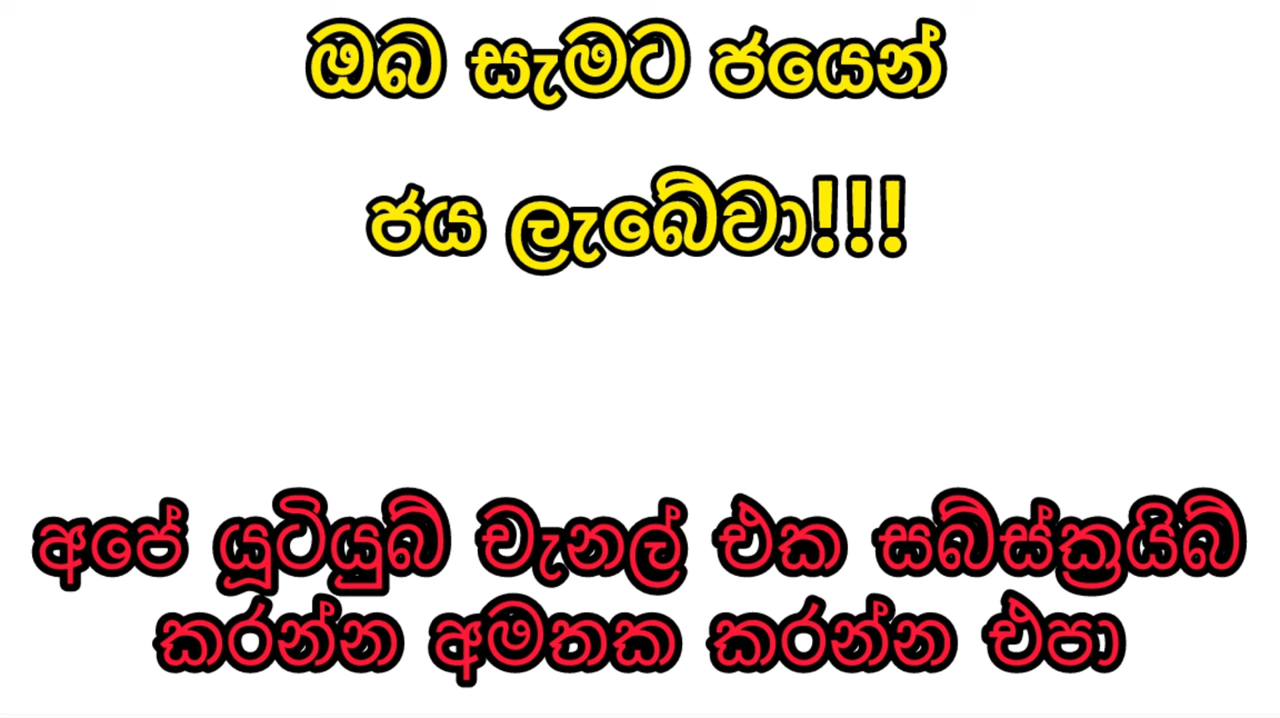 ඔබ සැමට ජයෙන්
ජය ලැබේවා!!!
අපේ යූටියුබ් චැනල් එක සබ්ස්ක්‍රයිබ්
කරන්න අමතක කරන්න එපා